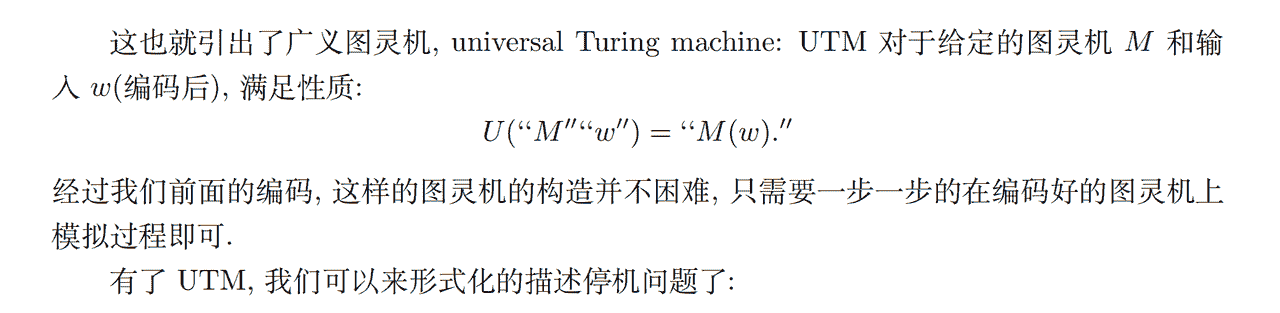 这也就引出了广义图灵机, universal Turing machine: UTM 对于给定的图灵机 M 和输
入 w(编码后), 满足性质:
U(“M″“w″) = “M(w).″
经过我们前面的编码, 这样的图灵机的构造并不困难, 只需要一步一步的在编码好的图灵机上
模拟过程即可.
有了 UTM, 我们可以来形式化的描述停机问题了: